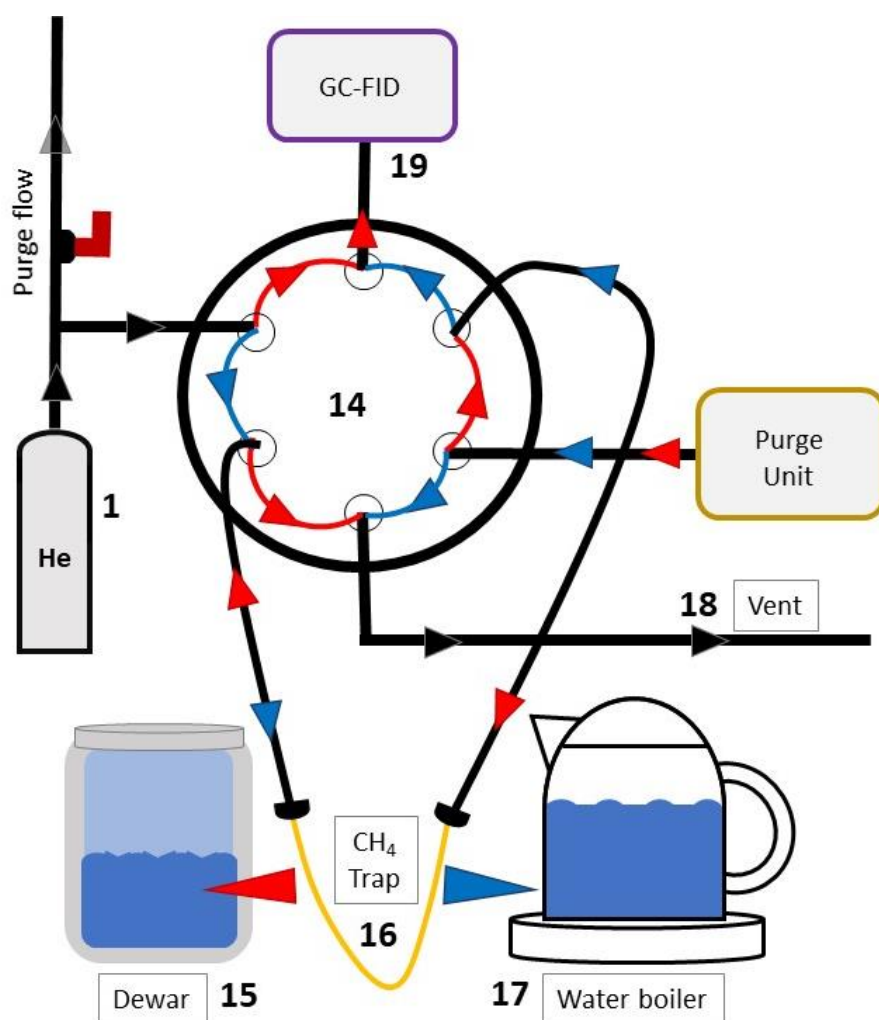 GC-FID
19
Purge flow
14
Purge
Unit
1
He
18
Vent
CH₄
Trap
16
Dewar
15
17
Water boiler